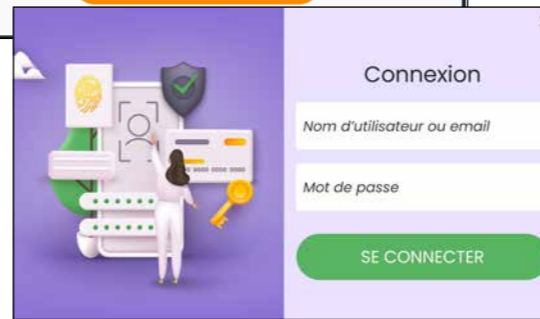 Connexion
Nom d'utilisateur ou email
Mot de passe
SE CONNECTER